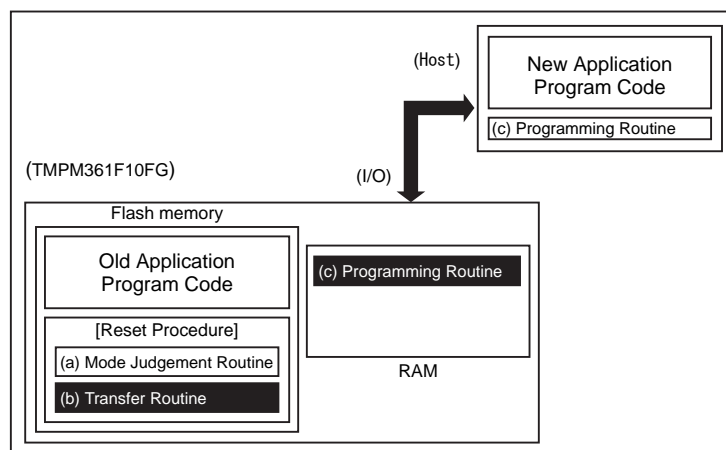 (Host)
New Application
Program Code
(c) Programming Routine
(TMPM361F10FG)
(I/O)
Flash memory
Old Application
Program Code
[Reset Procedure]
(a) Mode Judgement Routine
(b) Transfer Routine
(c) Programming Routine
RAM